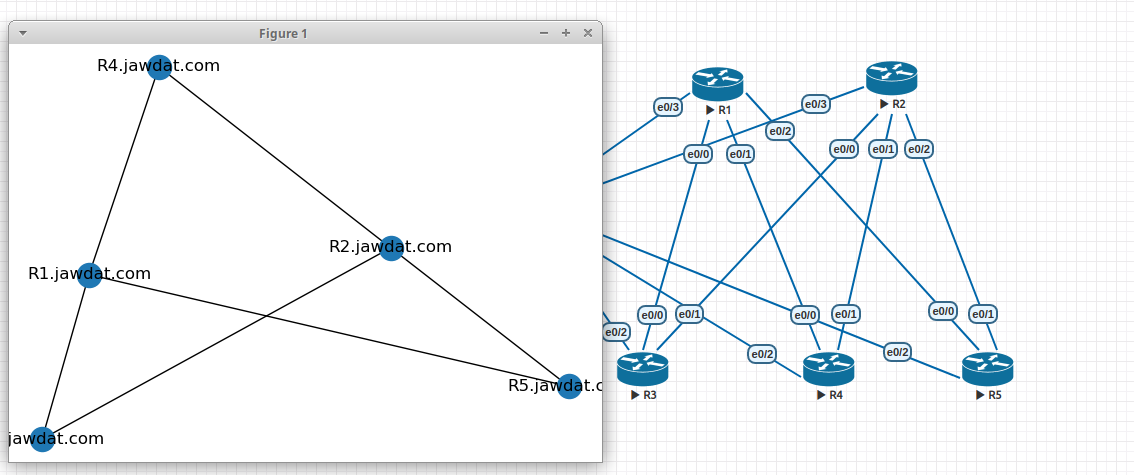 Figure 1
R4.jawdat.com
R2.jawdat.com
R1.jawdat.com
R5.jawdat.c
jawdat.com
R1
R2
e0/3
e0/3
e0/2
e0/0
e0/1
e0/0
e0/1
e0/2
e0/0
e0/1
e0/0
e0/1
e0/0
e0/1
e0/2
e0/2
e0/2
R3
R4
R5